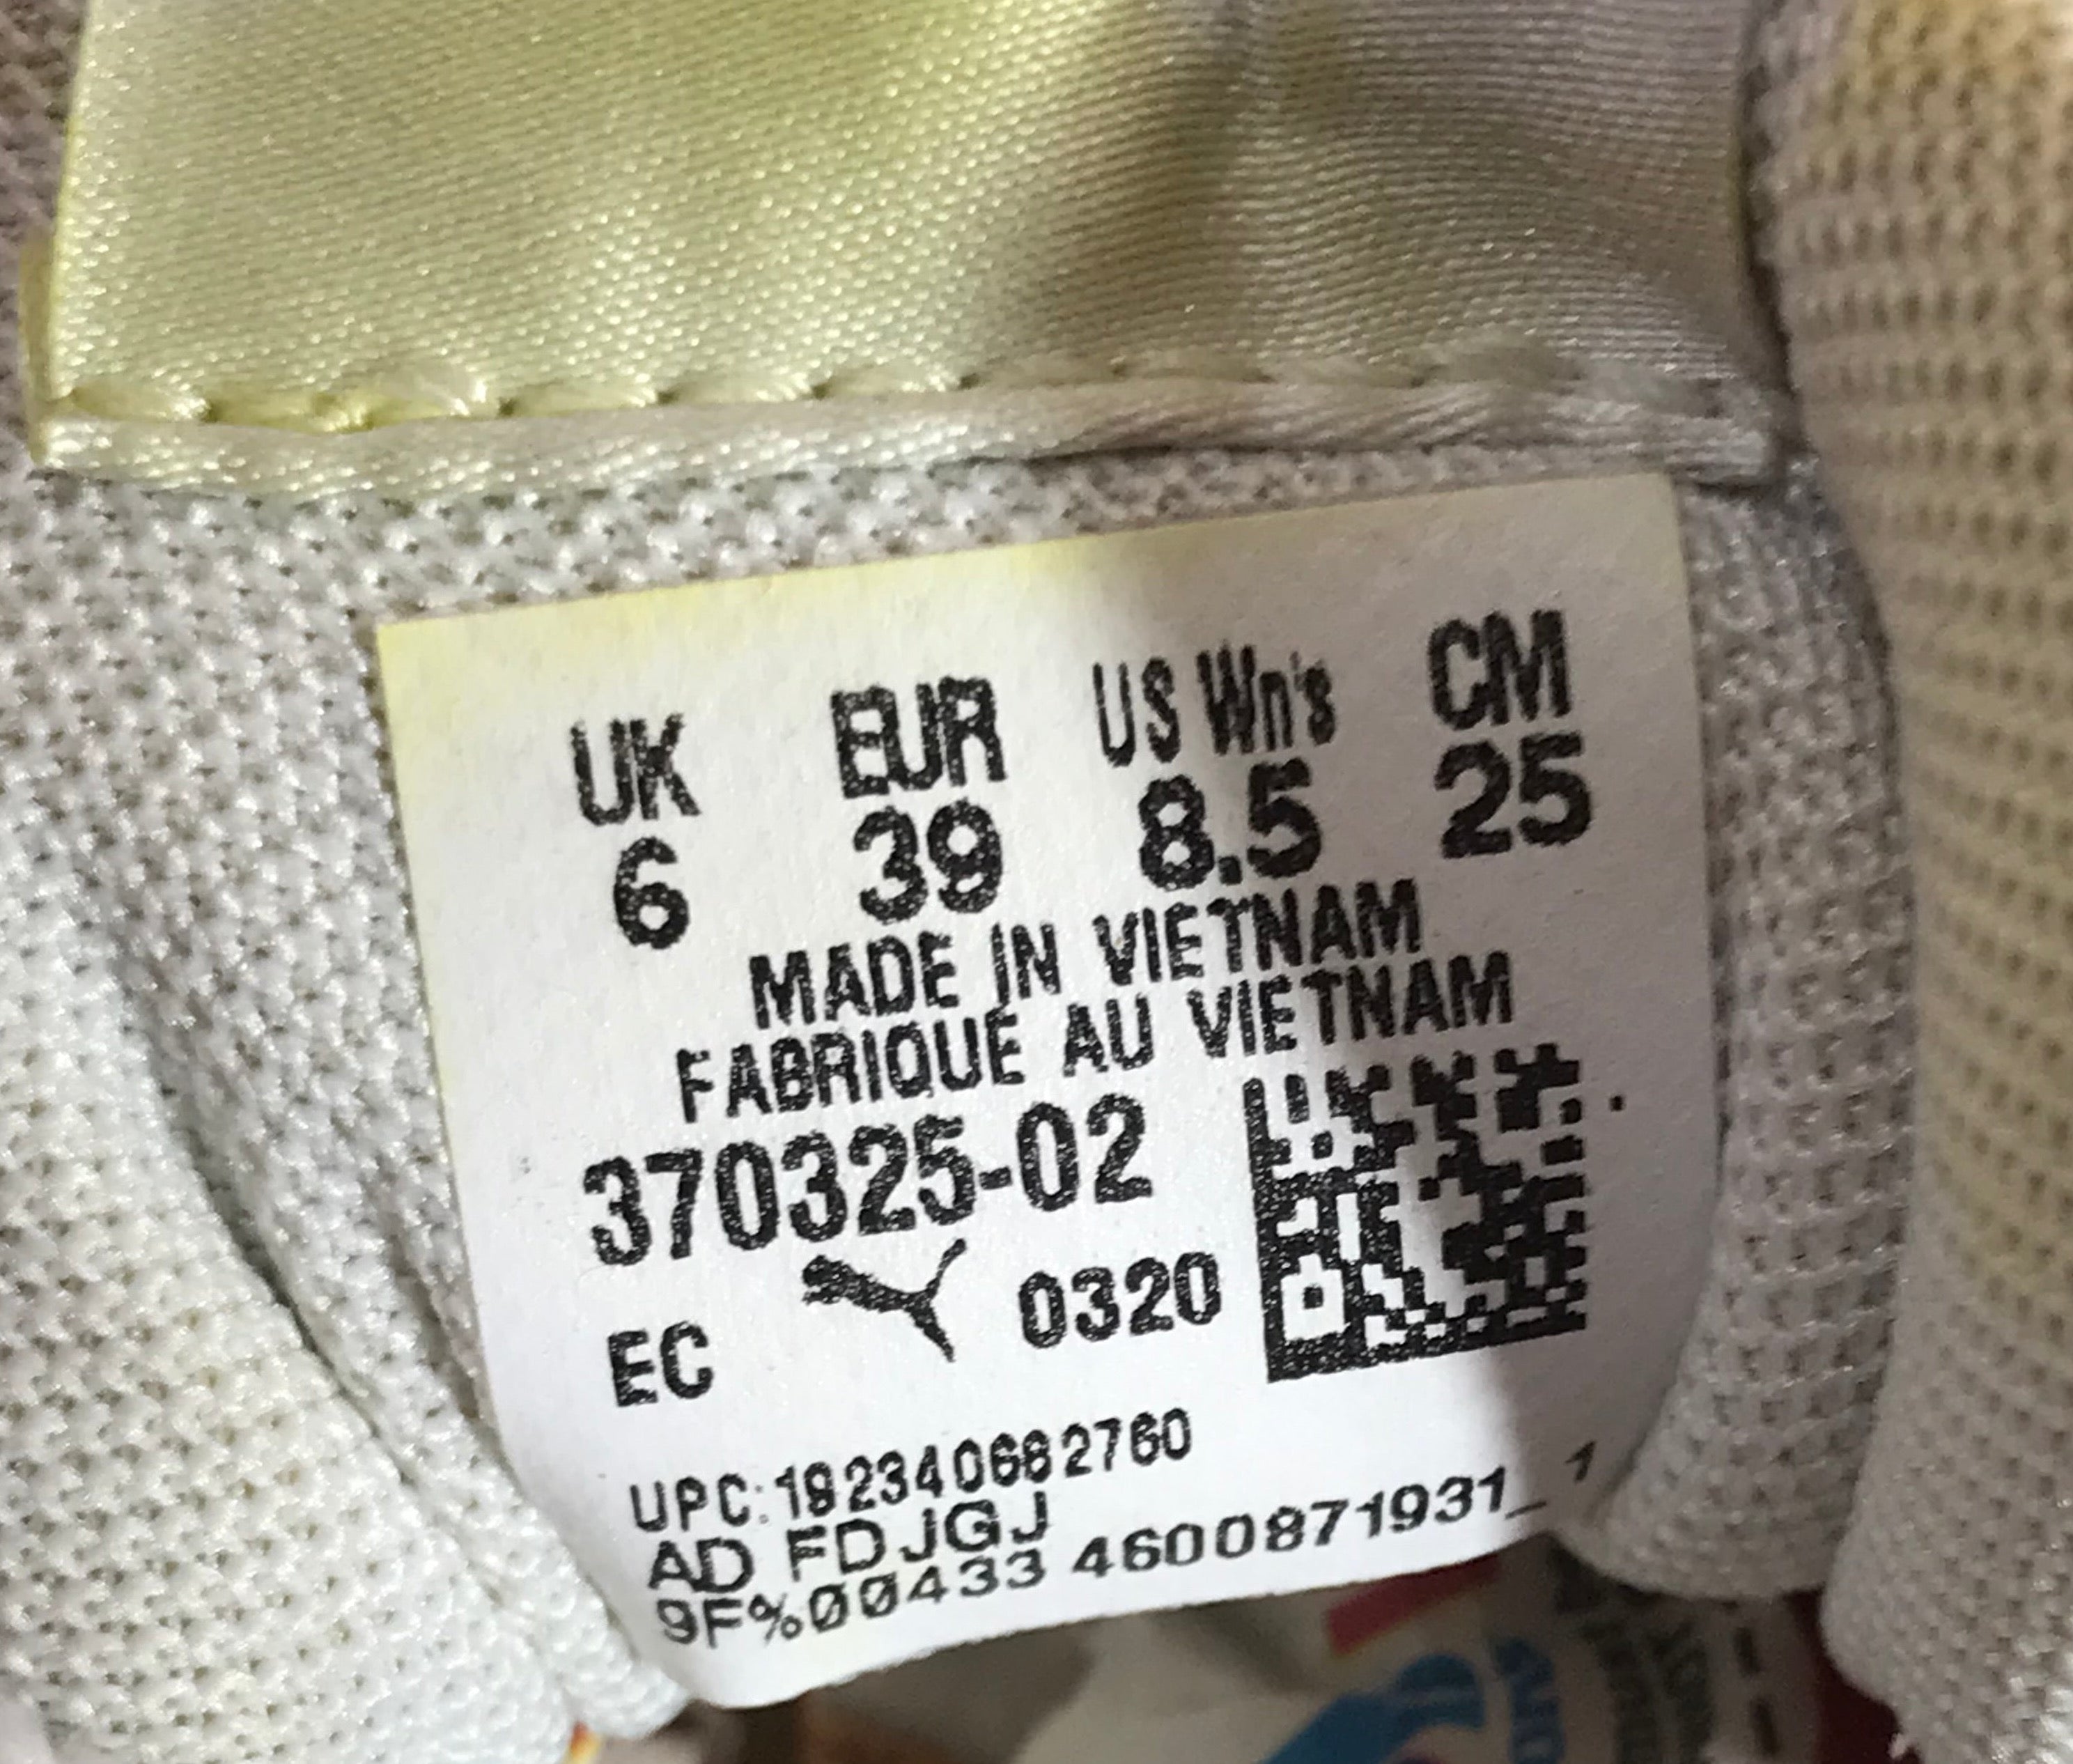 UK EUR US Wn's CM
6 39 8.5 25
MADE IN VIETNAM
FABRIQUE AU VIETNAM
370325-02
EC 0320
UPC:192340682760
AD FDJGJ
9F%00433 4600871931_1